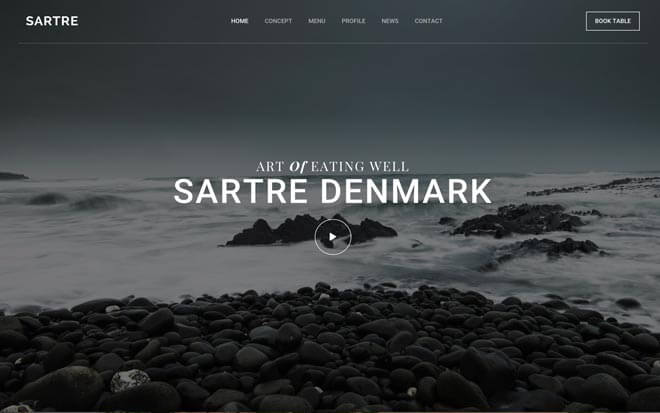 SARTRE
HOME CONCEPT MENU PROFILE NEWS CONTACT
BOOK TABLE
ART Of EATING WELL
SARTRE DENMARK